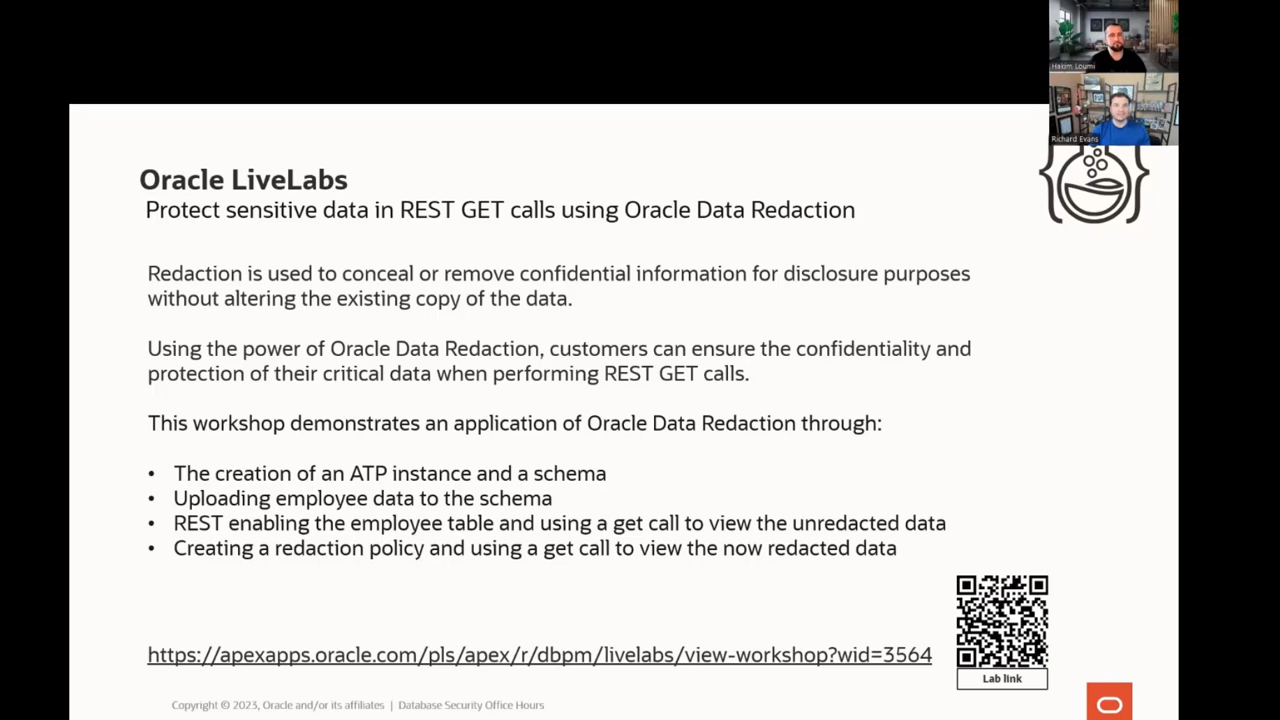 Hakim Loumi
Richard Evans
Oracle LiveLabs
Protect sensitive data in REST GET calls using Oracle Data Redaction
Redaction is used to conceal or remove confidential information for disclosure purposes
without altering the existing copy of the data.
Using the power of Oracle Data Redaction, customers can ensure the confidentiality and
protection of their critical data when performing REST GET calls.
This workshop demonstrates an application of Oracle Data Redaction through:
• The creation of an ATP instance and a schema
• Uploading employee data to the schema
• REST enabling the employee table and using a get call to view the unredacted data
• Creating a redaction policy and using a get call to view the now redacted data
https://apexapps.oracle.com/pls/apex/r/dbpm/livelabs/view-workshop?wid=3564
Lab link
Copyright © 2023, Oracle and/or its affiliates | Database Security Office Hours